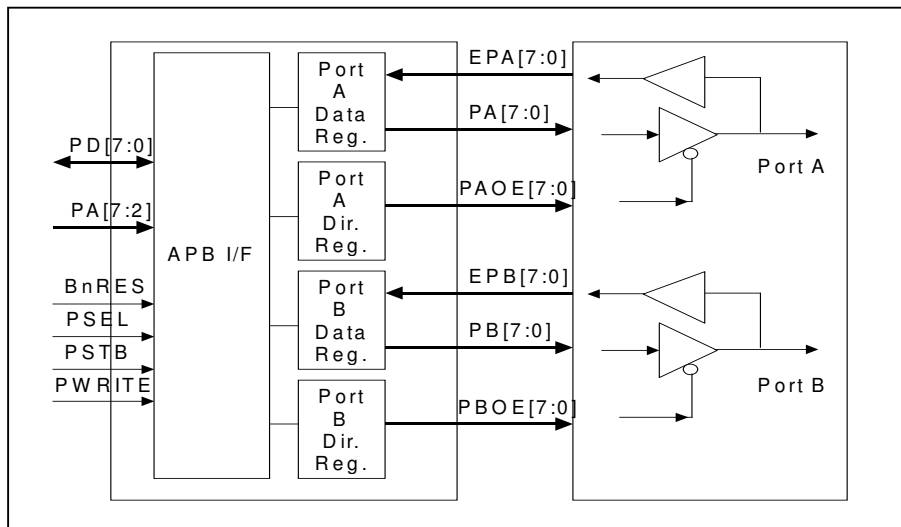 PD[7:0]
PA[7:2]
BnRES
PSEL
PSTB
PWRITE
APB I/F
Port
A
Data
Reg.
Port
A
Dir.
Reg.
Port
B
Data
Reg.
Port
B
Dir.
Reg.
EPA[7:0]
PA[7:0]
PAOE[7:0]
EPB[7:0]
PB[7:0]
PBOE[7:0]
Port A
Port B